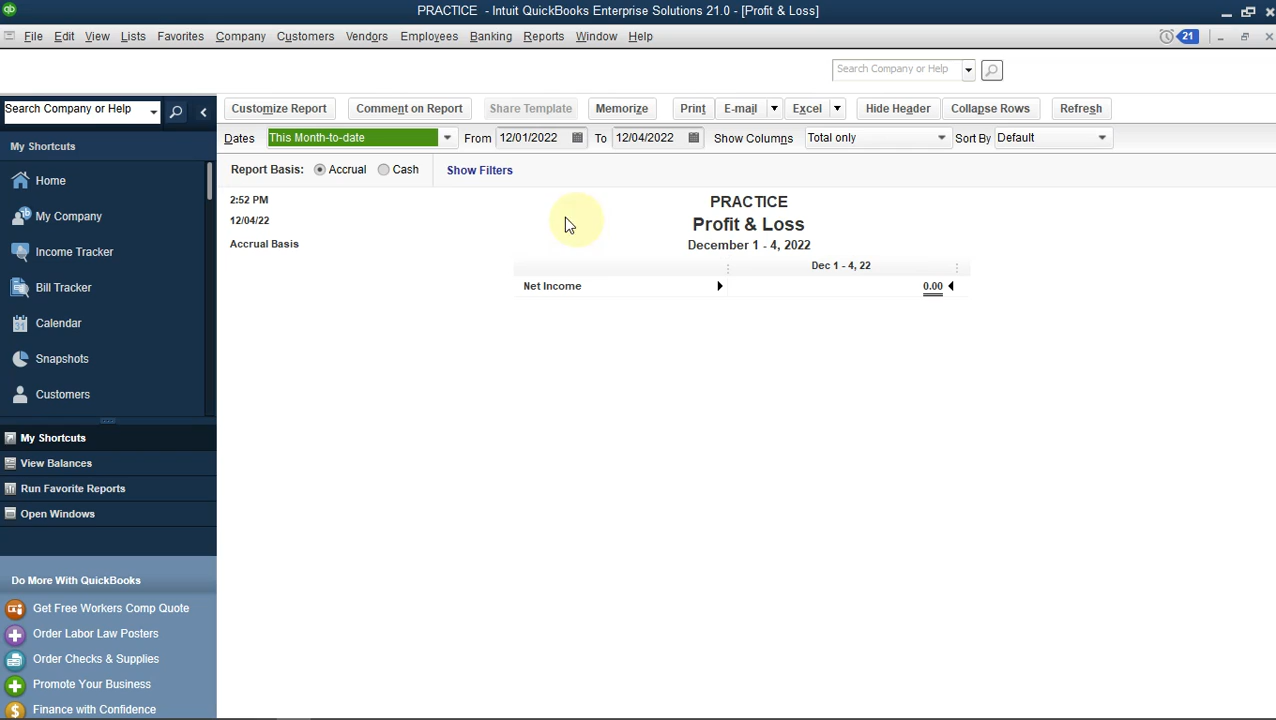 qb
PRACTICE - Intuit QuickBooks Enterprise Solutions 21.0 - [Profit & Loss]
File Edit View Lists Favorites Company Customers Vendors Employees Banking Reports Window Help
21
Search Company or Help
Search Company or Help
Customize Report Comment on Report Share Template Memorize Print E-mail Excel Hide Header Collapse Rows Refresh
Dates This Month-to-date From 12/01/2022 To 12/04/2022 Show Columns Total only Sort By Default
My Shortcuts
Report Basis: Accrual Cash Show Filters
Home
My Company
Income Tracker
Bill Tracker
31
Calendar
Snapshots
Customers
My Shortcuts
View Balances
Run Favorite Reports
Open Windows
Do More With QuickBooks
Get Free Workers Comp Quote
Order Labor Law Posters
Order Checks & Supplies
Promote Your Business
$ Finance with Confidence
2:52 PM
12/04/22
Accrual Basis
PRACTICE
Profit & Loss
December 1 - 4, 2022
Dec 1 - 4, 22
Net Income 0.00